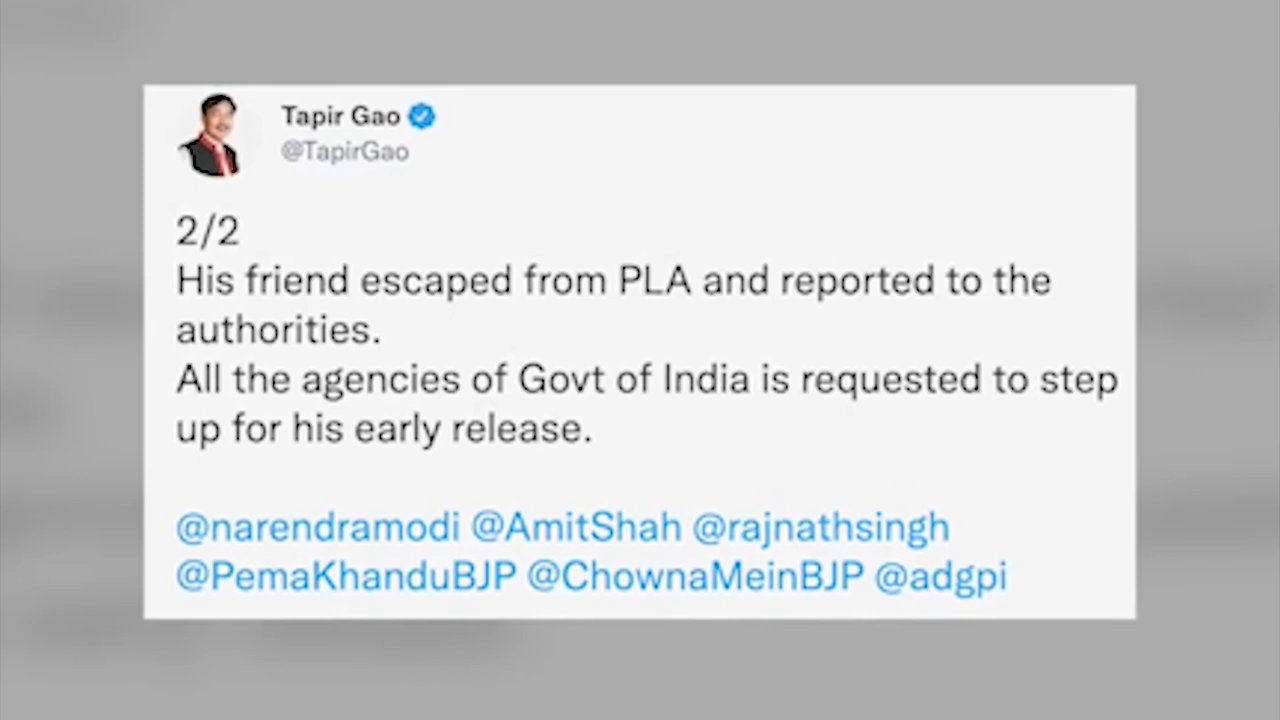 Tapir Gao
@TapirGao
2/2
His friend escaped from PLA and reported to the
authorities.
All the agencies of Govt of India is requested to step
up for his early release.
@narendramodi @AmitShah @rajnathsingh
@PemaKhanduBJP @ChownaMeinBJP @adgpi